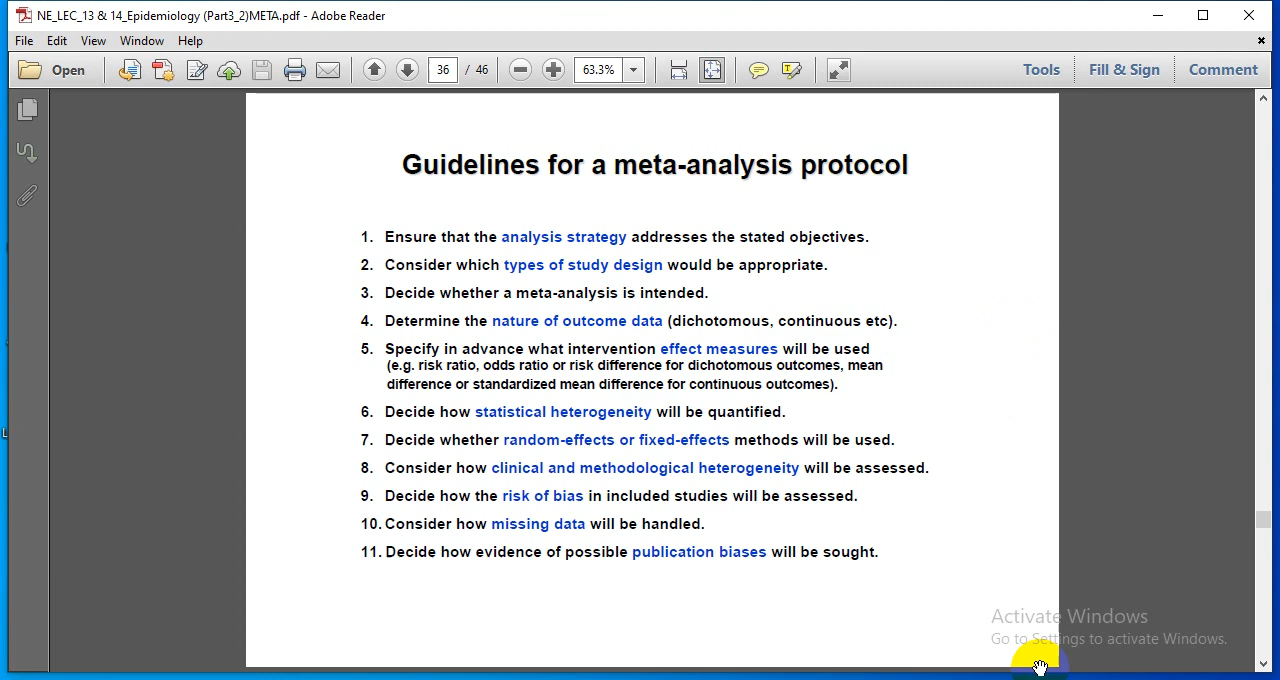 NE_LEC_13 & 14_Epidemiology (Part3_2)META.pdf - Adobe Reader
File Edit View Window Help
Open 36 / 46 63.3% Tools Fill & Sign Comment
Guidelines for a meta-analysis protocol
1. Ensure that the analysis strategy addresses the stated objectives.
2. Consider which types of study design would be appropriate.
3. Decide whether a meta-analysis is intended.
4. Determine the nature of outcome data (dichotomous, continuous etc).
5. Specify in advance what intervention effect measures will be used
(e.g. risk ratio, odds ratio or risk difference for dichotomous outcomes, mean
difference or standardized mean difference for continuous outcomes).
6. Decide how statistical heterogeneity will be quantified.
7. Decide whether random-effects or fixed-effects methods will be used.
8. Consider how clinical and methodological heterogeneity will be assessed.
9. Decide how the risk of bias in included studies will be assessed.
10. Consider how missing data will be handled.
11. Decide how evidence of possible publication biases will be sought.
Activate Windows
Go to Settings to activate Windows.